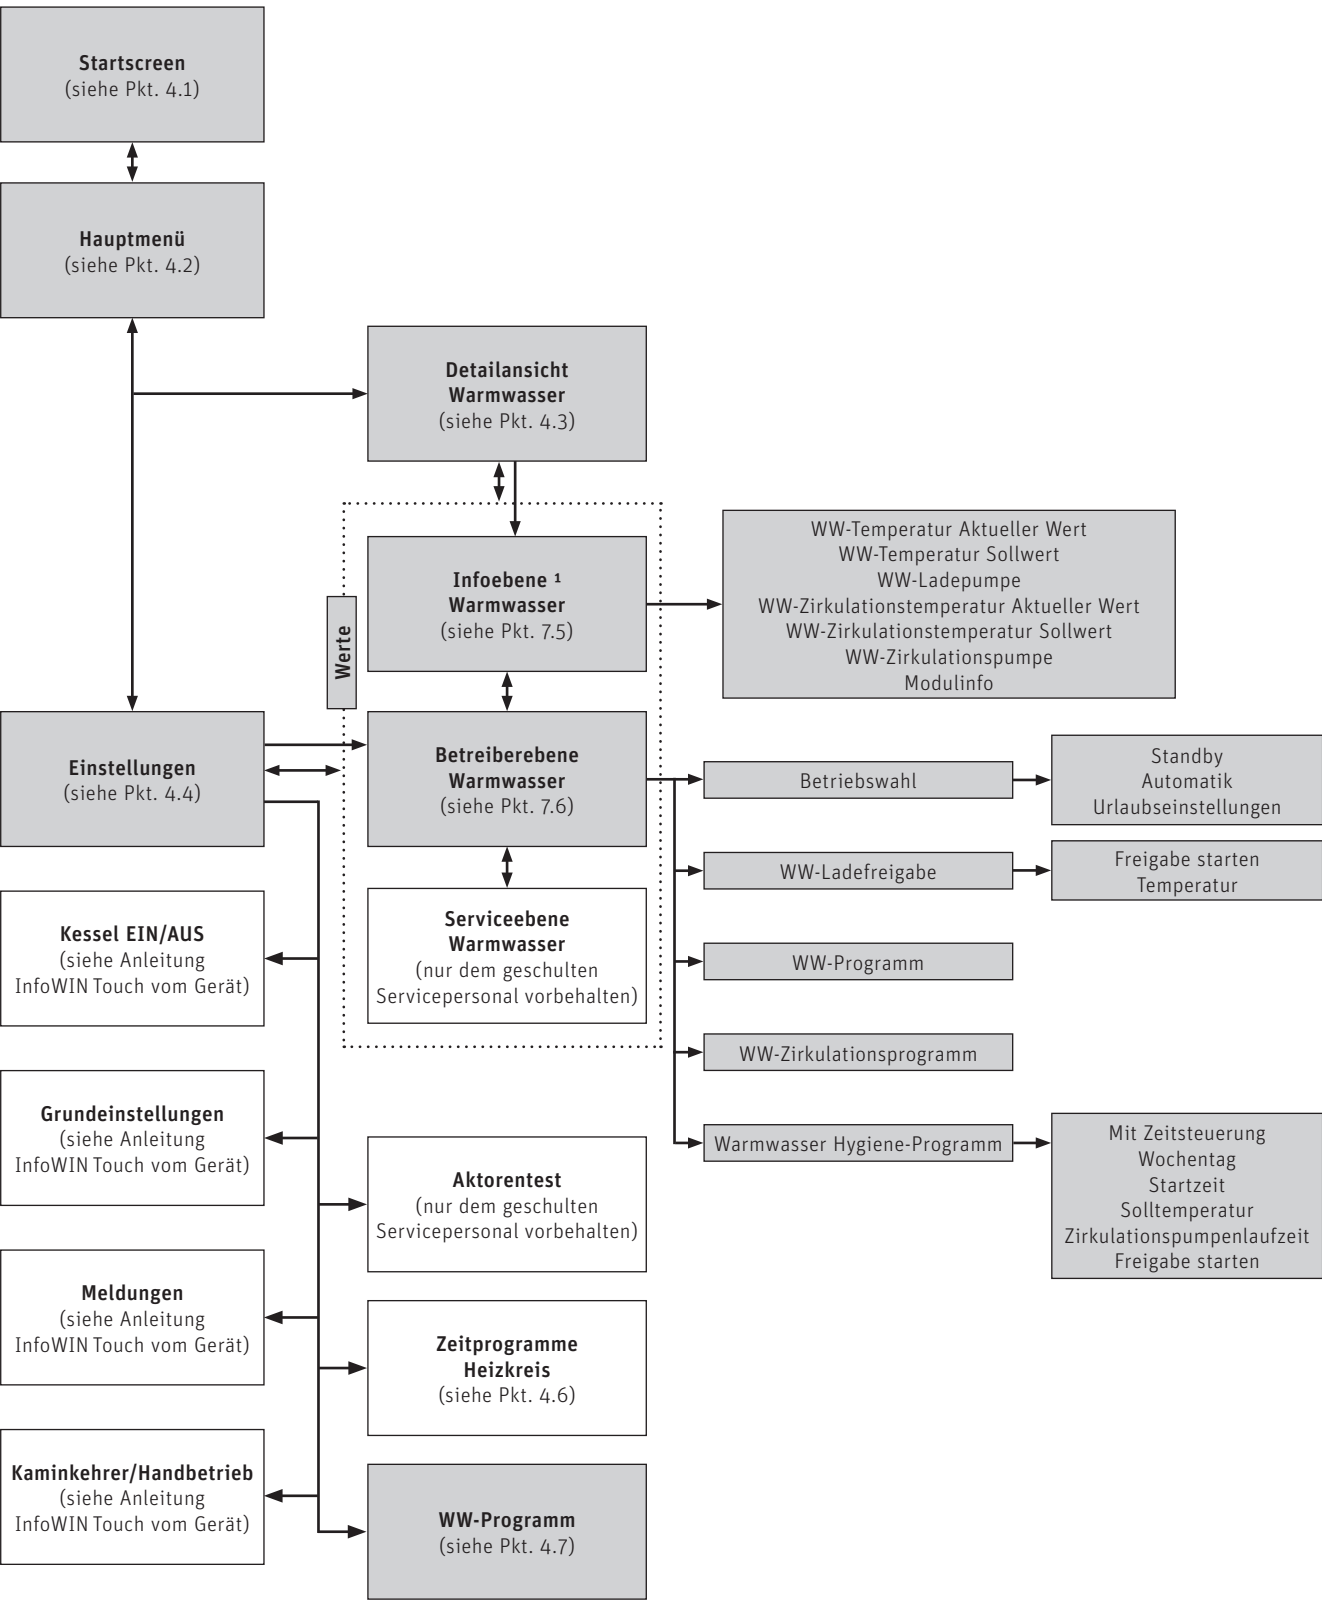 Startscreen
(siehe Pkt. 4.1)
Hauptmenü
(siehe Pkt. 4.2)
Detailansicht
Warmwasser
(siehe Pkt. 4.3)
Werte
Infoebene ¹
Warmwasser
(siehe Pkt. 7.5)
WW-Temperatur Aktueller Wert
WW-Temperatur Sollwert
WW-Ladepumpe
WW-Zirkulationstemperatur Aktueller Wert
WW-Zirkulationstemperatur Sollwert
WW-Zirkulationspumpe
Modulinfo
Einstellungen
(siehe Pkt. 4.4)
Betreiberebene
Warmwasser
(siehe Pkt. 7.6)
Betriebswahl
Standby
Automatik
Urlaubseinstellungen
WW-Ladefreigabe
Freigabe starten
Temperatur
Kessel EIN/AUS
(siehe Anleitung
InfoWIN Touch vom Gerät)
Serviceebene
Warmwasser
(nur dem geschulten
Servicepersonal vorbehalten)
WW-Programm
WW-Zirkulationsprogramm
Grundeinstellungen
(siehe Anleitung
InfoWIN Touch vom Gerät)
Warmwasser Hygiene-Programm
Mit Zeitsteuerung
Wochentag
Startzeit
Solltemperatur
Zirkulationspumpenlaufzeit
Freigabe starten
Aktorentest
(nur dem geschulten
Servicepersonal vorbehalten)
Meldungen
(siehe Anleitung
InfoWIN Touch vom Gerät)
Zeitprogramme
Heizkreis
(siehe Pkt. 4.6)
Kaminkehrer/Handbetrieb
(siehe Anleitung
InfoWIN Touch vom Gerät)
WW-Programm
(siehe Pkt. 4.7)